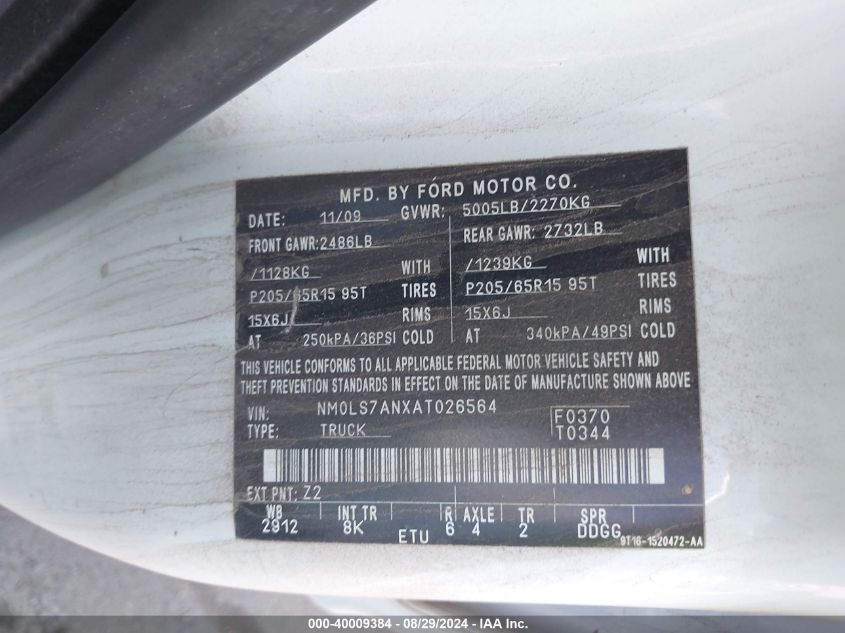 MFD. BY FORD MOTOR CO.
DATE: 11/09 GVWR: 5005LB/2270KG
FRONT GAWR:2486LB REAR GAWR: 2732LB
/1128KG WITH /1239KG WITH
P205/65R15 95T TIRES P205/65R15 95T TIRES
15X6J RIMS 15X6J RIMS
AT 250kPA/36PSI COLD AT 340kPA/49PSI COLD
THIS VEHICLE CONFORMS TO ALL APPLICABLE FEDERAL MOTOR VEHICLE SAFETY AND
THEFT PREVENTION STANDARDS IN EFFECT ON THE DATE OF MANUFACTURE SHOWN ABOVE
VIN: NM0LS7ANXAT026564 F0370
TYPE: TRUCK T0344
EXT PNT: Z2
WB INT TR R AXLE TR SPR
2912 8K 6 4 2 DDGG
ETU 9T16-1520472-AA
000-40009384 - 08/29/2024 - IAA Inc.